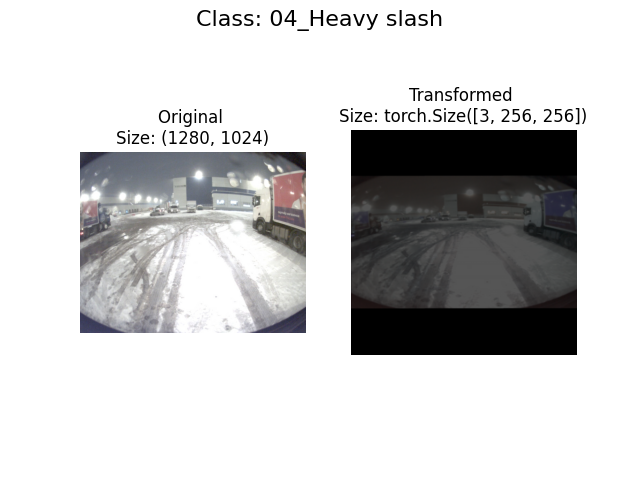 Class: 04_Heavy slash
Original
Size: (1280, 1024)
Transformed
Size: torch.Size([3, 256, 256])